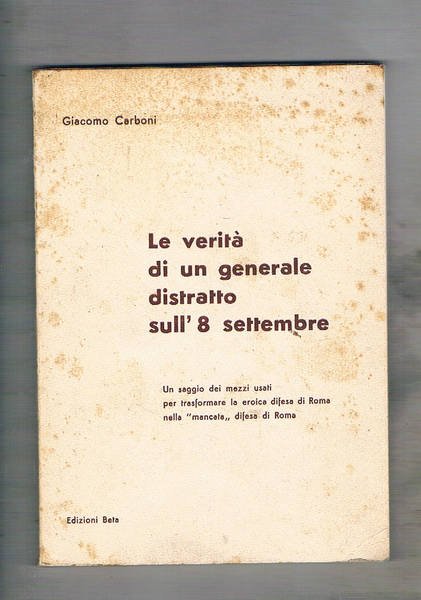 Giacomo Carboni
Le verità
di un generale
distratto
sull'8 settembre
Un saggio dei mezzi usati
per trasformare la eroica difesa di Roma
nella "mancata„ difesa di Roma
Edizioni Beta